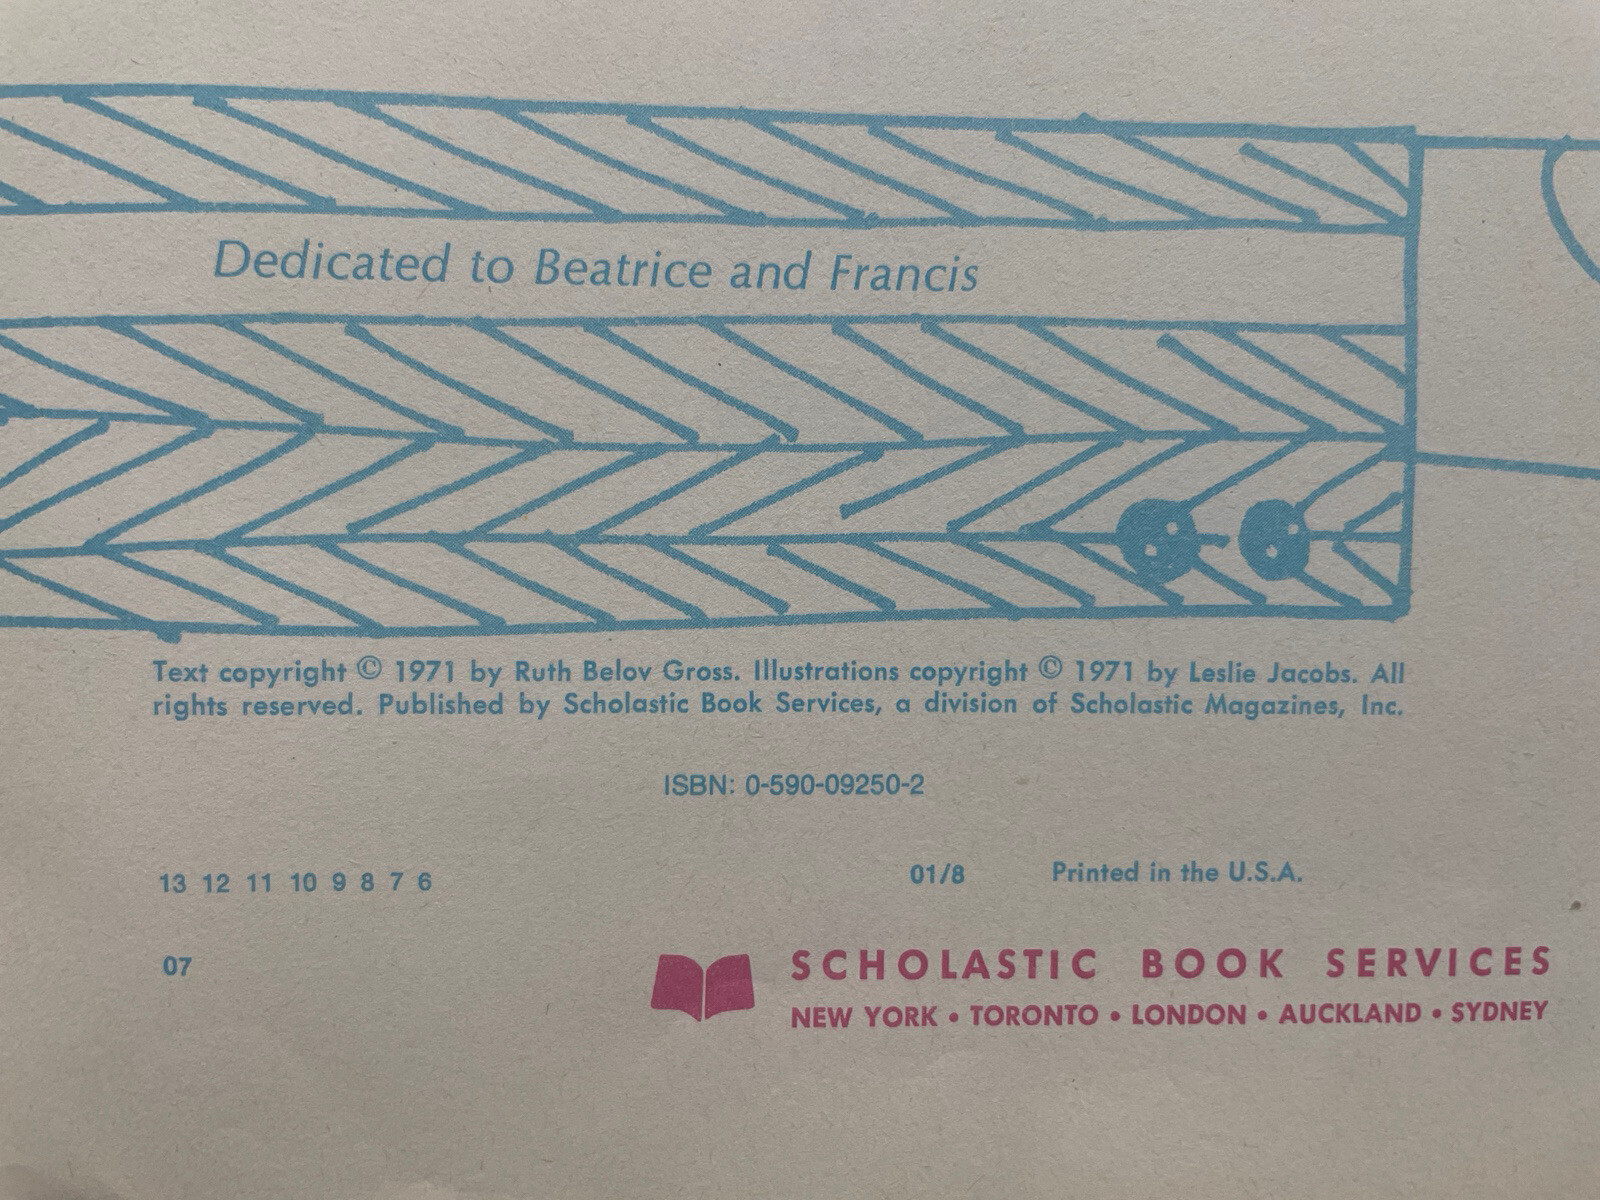 Dedicated to Beatrice and Francis
Text copyright © 1971 by Ruth Belov Gross. Illustrations copyright © 1971 by Leslie Jacobs. All
rights reserved. Published by Scholastic Book Services, a division of Scholastic Magazines, Inc.
ISBN: 0-590-09250-2
13 12 11 10 9 8 7 6 01/8 Printed in the U.S.A.
07
SCHOLASTIC BOOK SERVICES
NEW YORK • TORONTO • LONDON • AUCKLAND • SYDNEY